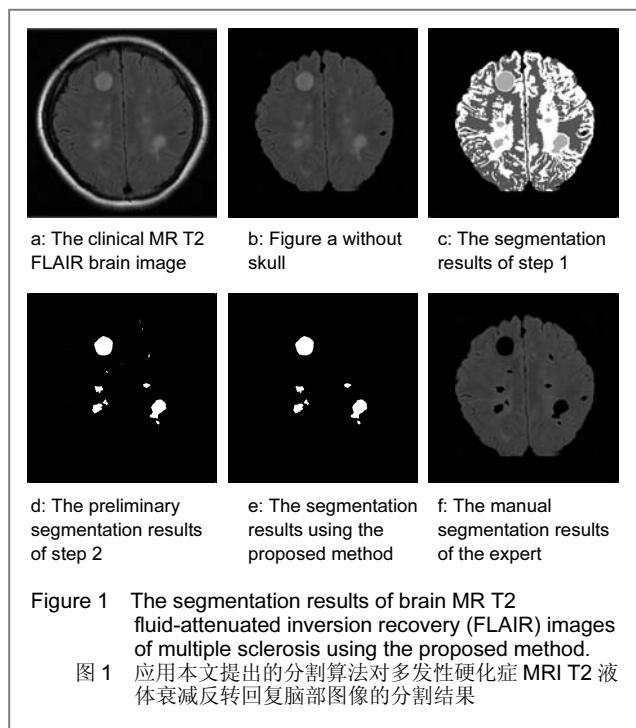 a: The clinical MR T2
FLAIR brain image
b: Figure a without
skull
c: The segmentation
results of step 1
d: The preliminary
segmentation results
of step 2
e: The segmentation
results using the
proposed method
f: The manual
segmentation results
of the expert
Figure 1 The segmentation results of brain MR T2
fluid-attenuated inversion recovery (FLAIR) images
of multiple sclerosis using the proposed method.
图 1 应用本文提出的分割算法对多发性硬化症 MRI T2 液
体衰减反转回复脑部图像的分割结果